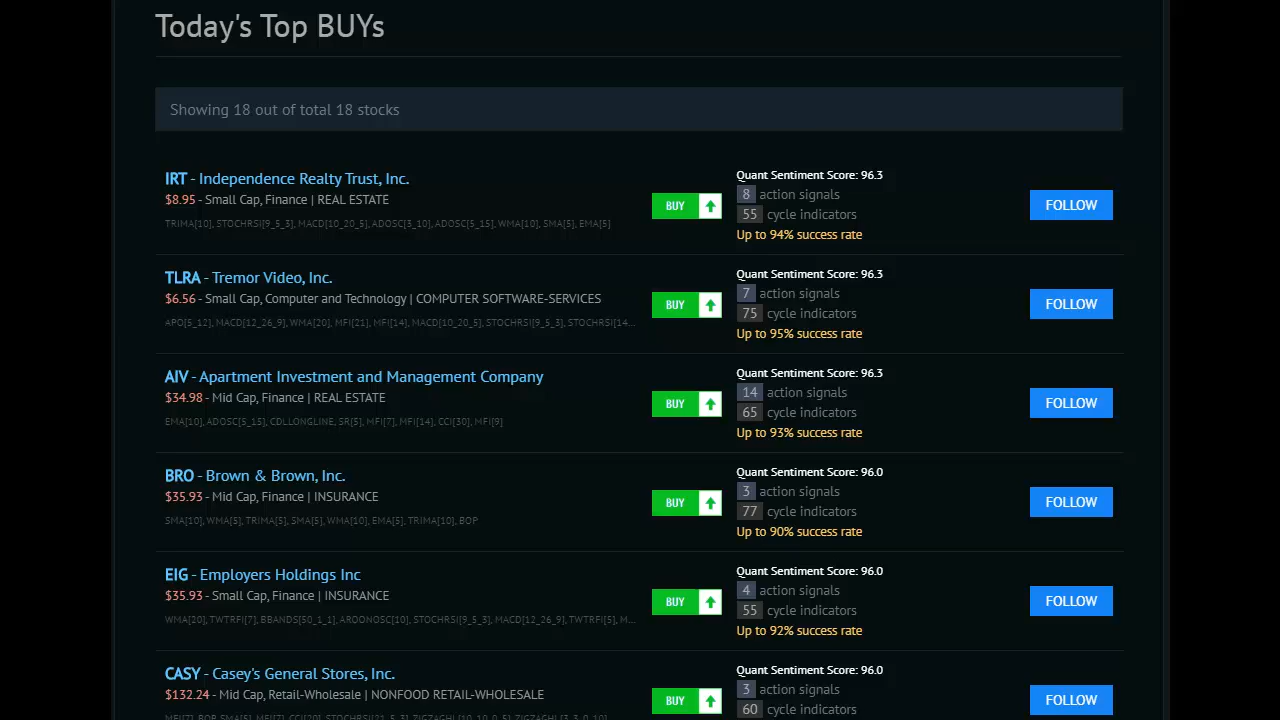 Today's Top BUYs
Showing 18 out of total 18 stocks
IRT - Independence Realty Trust, Inc.
$8.95 - Small Cap, Finance | REAL ESTATE
TRIMA[10], STOCHRSI[9_5_3], MACD[10_20_5], ADOSC[3_10], ADOSC[5_15], WMA[10], SMA[5], EMA[5]
BUY
Quant Sentiment Score: 96.3
8 action signals
55 cycle indicators
Up to 94% success rate
FOLLOW
TLRA - Tremor Video, Inc.
$6.56 - Small Cap, Computer and Technology | COMPUTER SOFTWARE-SERVICES
APO[5_12], MACD[12_26_9], WMA[20], MFI[21], MFI[14], MACD[10_20_5], STOCHRSI[9_5_3], STOCHRSI[14...
BUY
Quant Sentiment Score: 96.3
7 action signals
75 cycle indicators
Up to 95% success rate
FOLLOW
AIV - Apartment Investment and Management Company
$34.98 - Mid Cap, Finance | REAL ESTATE
EMA[10], ADOSC[5_15], CDLLONGLINE, SR[5], MFI[7], MFI[14], CCI[30], MFI[9]
BUY
Quant Sentiment Score: 96.3
14 action signals
65 cycle indicators
Up to 93% success rate
FOLLOW
BRO - Brown & Brown, Inc.
$35.93 - Mid Cap, Finance | INSURANCE
SMA[10], WMA[5], TRIMA[5], SMA[5], WMA[10], EMA[5], TRIMA[10], BOP
BUY
Quant Sentiment Score: 96.0
3 action signals
77 cycle indicators
Up to 90% success rate
FOLLOW
EIG - Employers Holdings Inc
$35.93 - Small Cap, Finance | INSURANCE
WMA[20], TWTRFI[7], BBANDS[50_1_1], AROONOSC[10], STOCHRSI[9_5_3], MACD[12_26_9], TWTRFI[5], M...
BUY
Quant Sentiment Score: 96.0
4 action signals
55 cycle indicators
Up to 92% success rate
FOLLOW
CASY - Casey's General Stores, Inc.
$132.24 - Mid Cap, Retail-Wholesale | NONFOOD RETAIL-WHOLESALE
BUY
Quant Sentiment Score: 96.0
3 action signals
60 cycle indicators
FOLLOW